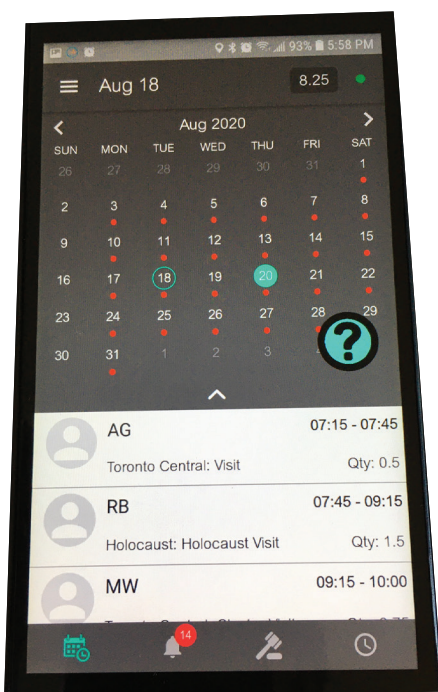 93% 5:58 PM
Aug 18 8.25
Aug 2020
SUN MON TUE WED THU FRI SAT
26 27 28 29 30 31 1
2 3 4 5 6 7 8
9 10 11 12 13 14 15
16 17 18 19 20 21 22
23 24 25 26 27 28 29
30 31 1 2 3
?
AG 07:15 - 07:45
Toronto Central: Visit Qty: 0.5
RB 07:45 - 09:15
Holocaust: Holocaust Visit Qty: 1.5
MW 09:15 - 10:00
14